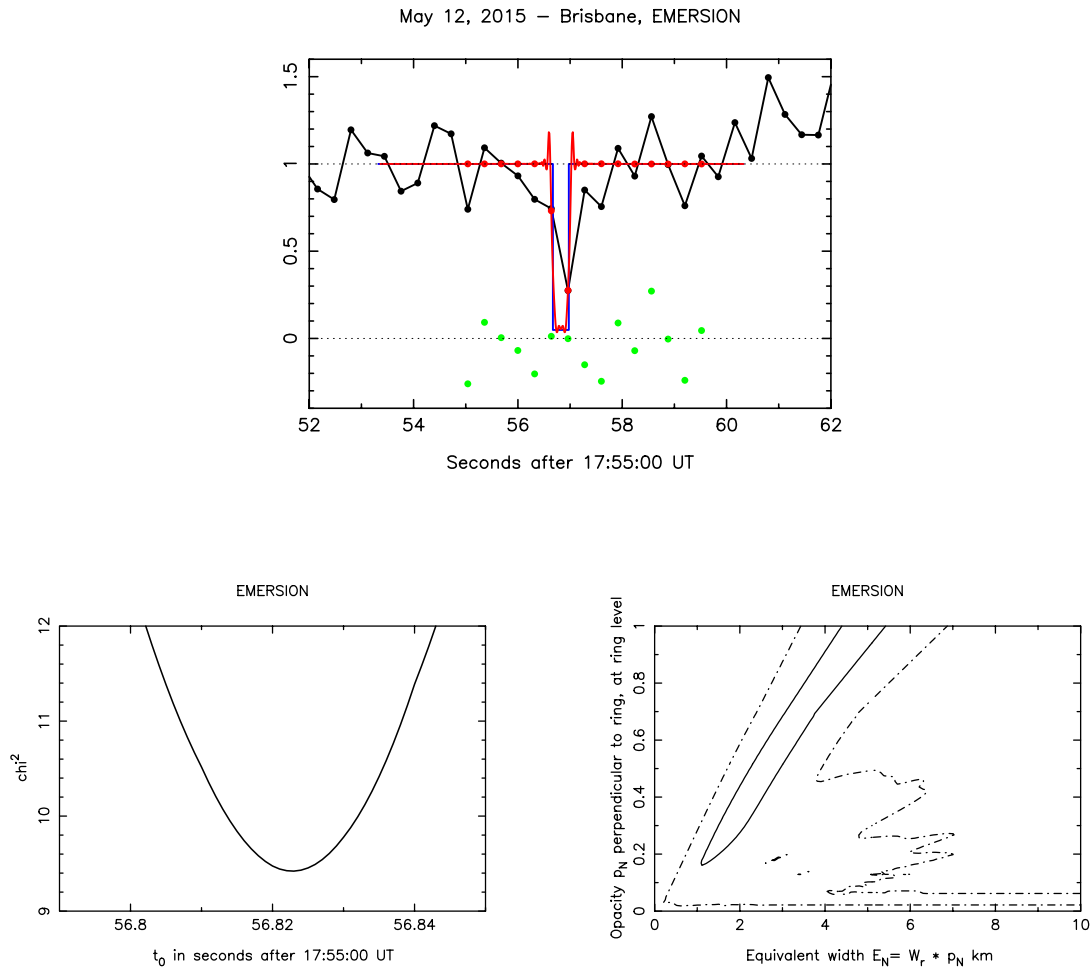 May 12, 2015 – Brisbane, EMERSION
1.5
1
0.5
0
52 54 56 58 60 62
Seconds after 17:55:00 UT
EMERSION
12
11
10
9
chi²
56.8 56.82 56.84
t₀ in seconds after 17:55:00 UT
EMERSION
Opacity p_N perpendicular to ring, at ring level
1
0.8
0.6
0.4
0.2
0
0 2 4 6 8 10
Equivalent width E_N= W_r * p_N km